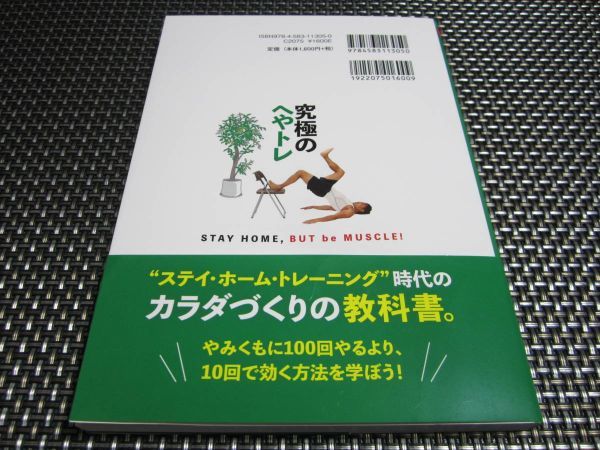 ISBN978-4-583-11305-0
C2075 ¥1600E
定価（本体1,600円+税）
9784583113050
1922075016009
究極の
へやトレ
STAY HOME, BUT be MUSCLE!
“ステイ・ホーム・トレーニング”時代の
カラダづくりの教科書。
やみくもに100回やるより、
10回で効く方法を学ぼう!